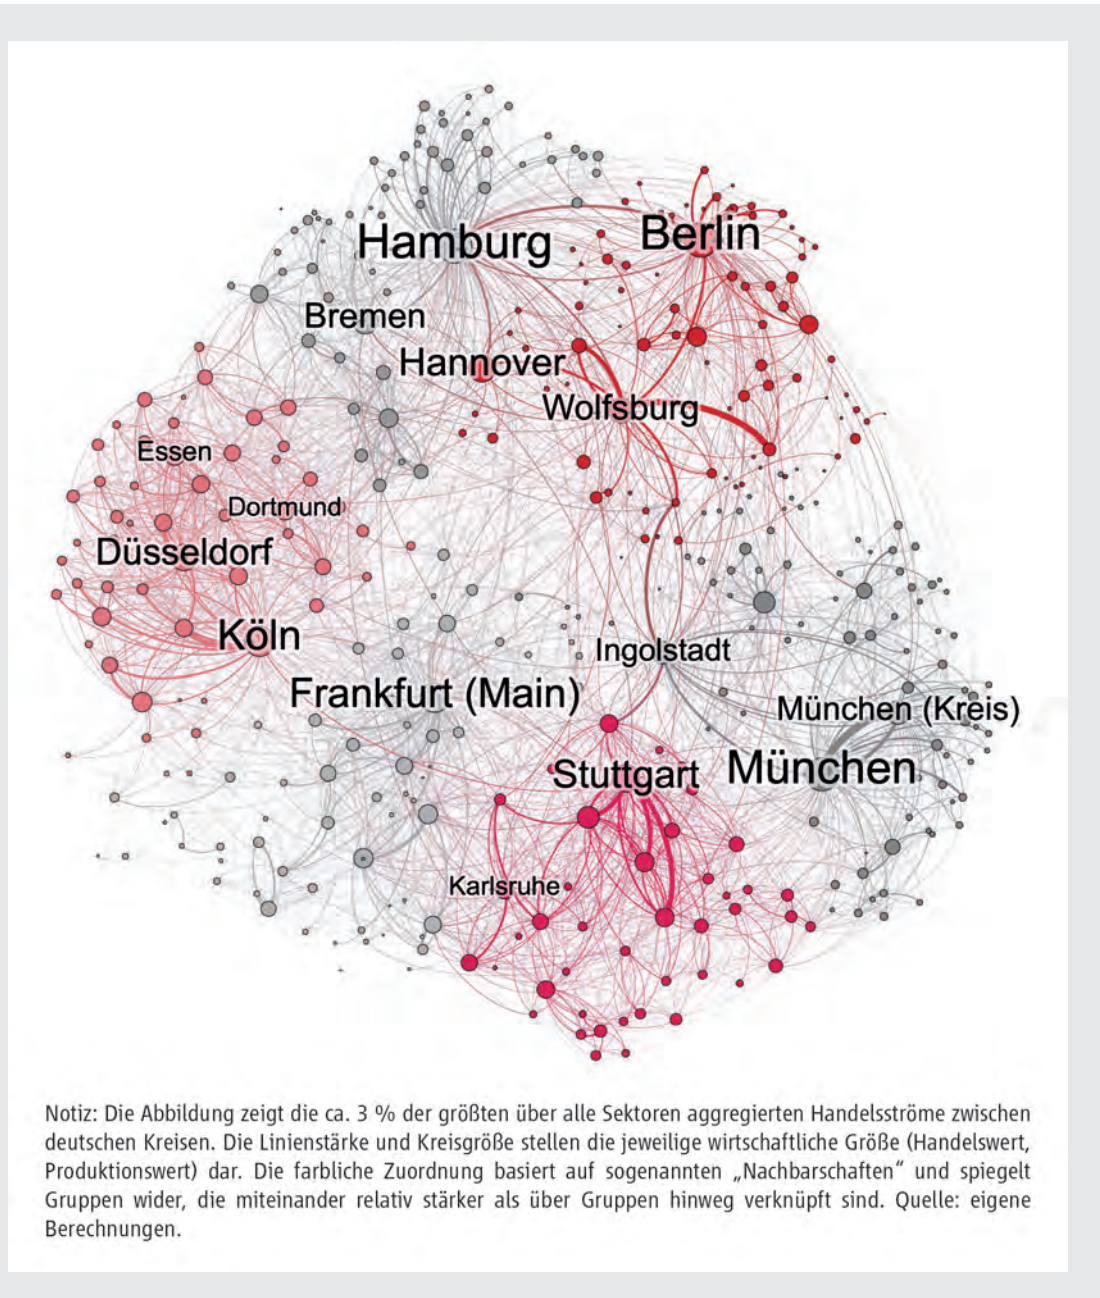 Hamburg
Berlin
Bremen
Hannover
Wolfsburg
Essen
Dortmund
Düsseldorf
Köln
Ingolstadt
Frankfurt (Main)
München (Kreis)
Stuttgart
München
Karlsruhe
Notiz: Die Abbildung zeigt die ca. 3 % der größten über alle Sektoren aggregierten Handelsströme zwischen
deutschen Kreisen. Die Linienstärke und Kreisgröße stellen die jeweilige wirtschaftliche Größe (Handelswert,
Produktionswert) dar. Die farbliche Zuordnung basiert auf sogenannten „Nachbarschaften“ und spiegelt
Gruppen wider, die miteinander relativ stärker als über Gruppen hinweg verknüpft sind. Quelle: eigene
Berechnungen.